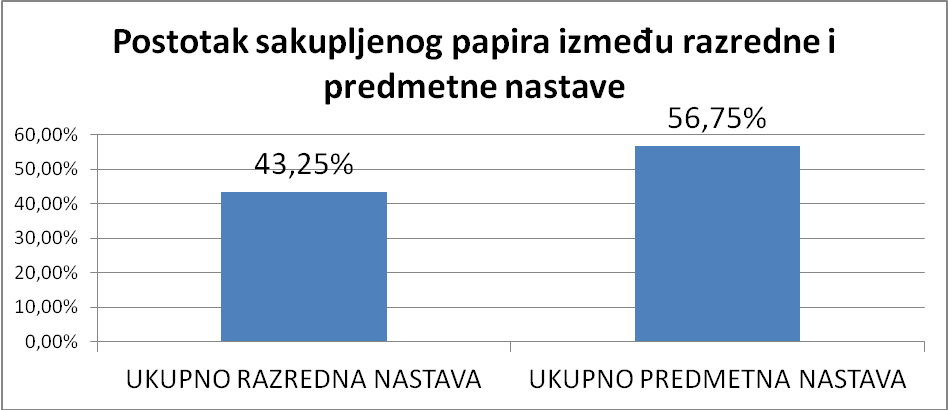 Postotak sakupljenog papira između razredne i
predmetne nastave
60,00%
50,00%
40,00%
30,00%
20,00%
10,00%
0,00%
43,25%
56,75%
UKUPNO RAZREDNA NASTAVA
UKUPNO PREDMETNA NASTAVA